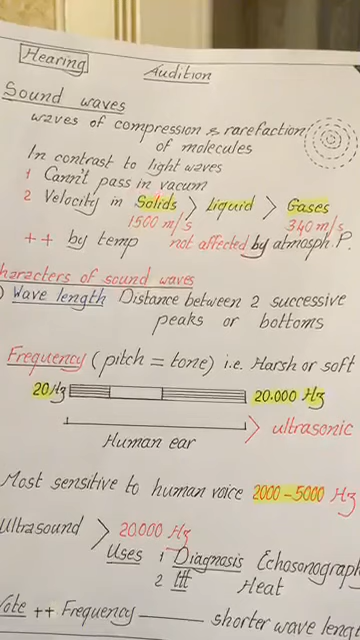 Hearing
Audition
Sound waves
waves of compression & rarefaction
of molecules
In contrast to light waves
1 Cann't pass in vacum
2 Velocity in Solids > Liquid > Gases
1500 m/s 340 m/s
++ by temp not affected by atmosph. P.
haracters of sound waves
) Wave length Distance between 2 successive
peaks or bottoms
Frequency (pitch = tone) i.e. Harsh or soft
20 Hz 20.000 Hz
Human ear > ultrasonic
Most sensitive to human voice 2000-5000 Hz
Ultrasound > 20.000 Hz
Uses 1 Diagnosis Echosonograph
2 ttt Heat
Note ++ Frequency shorter wave leng